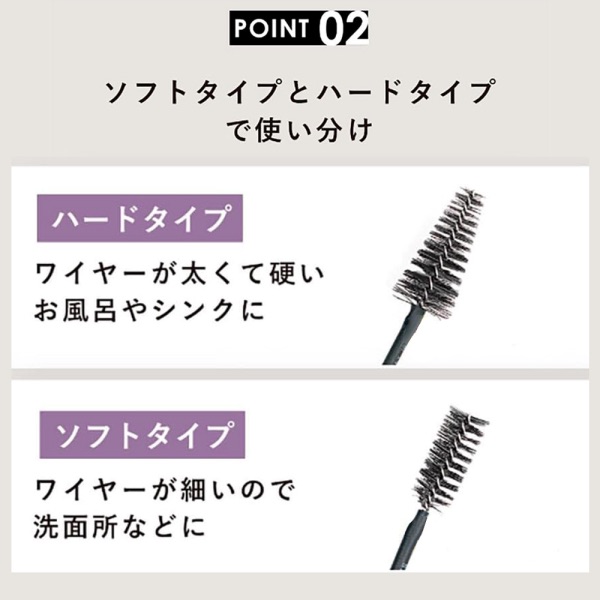 POINT 02
ソフトタイプとハードタイプ
で使い分け
ハードタイプ
ワイヤーが太くて硬い
お風呂やシンクに
ソフトタイプ
ワイヤーが細いので
洗面所などに